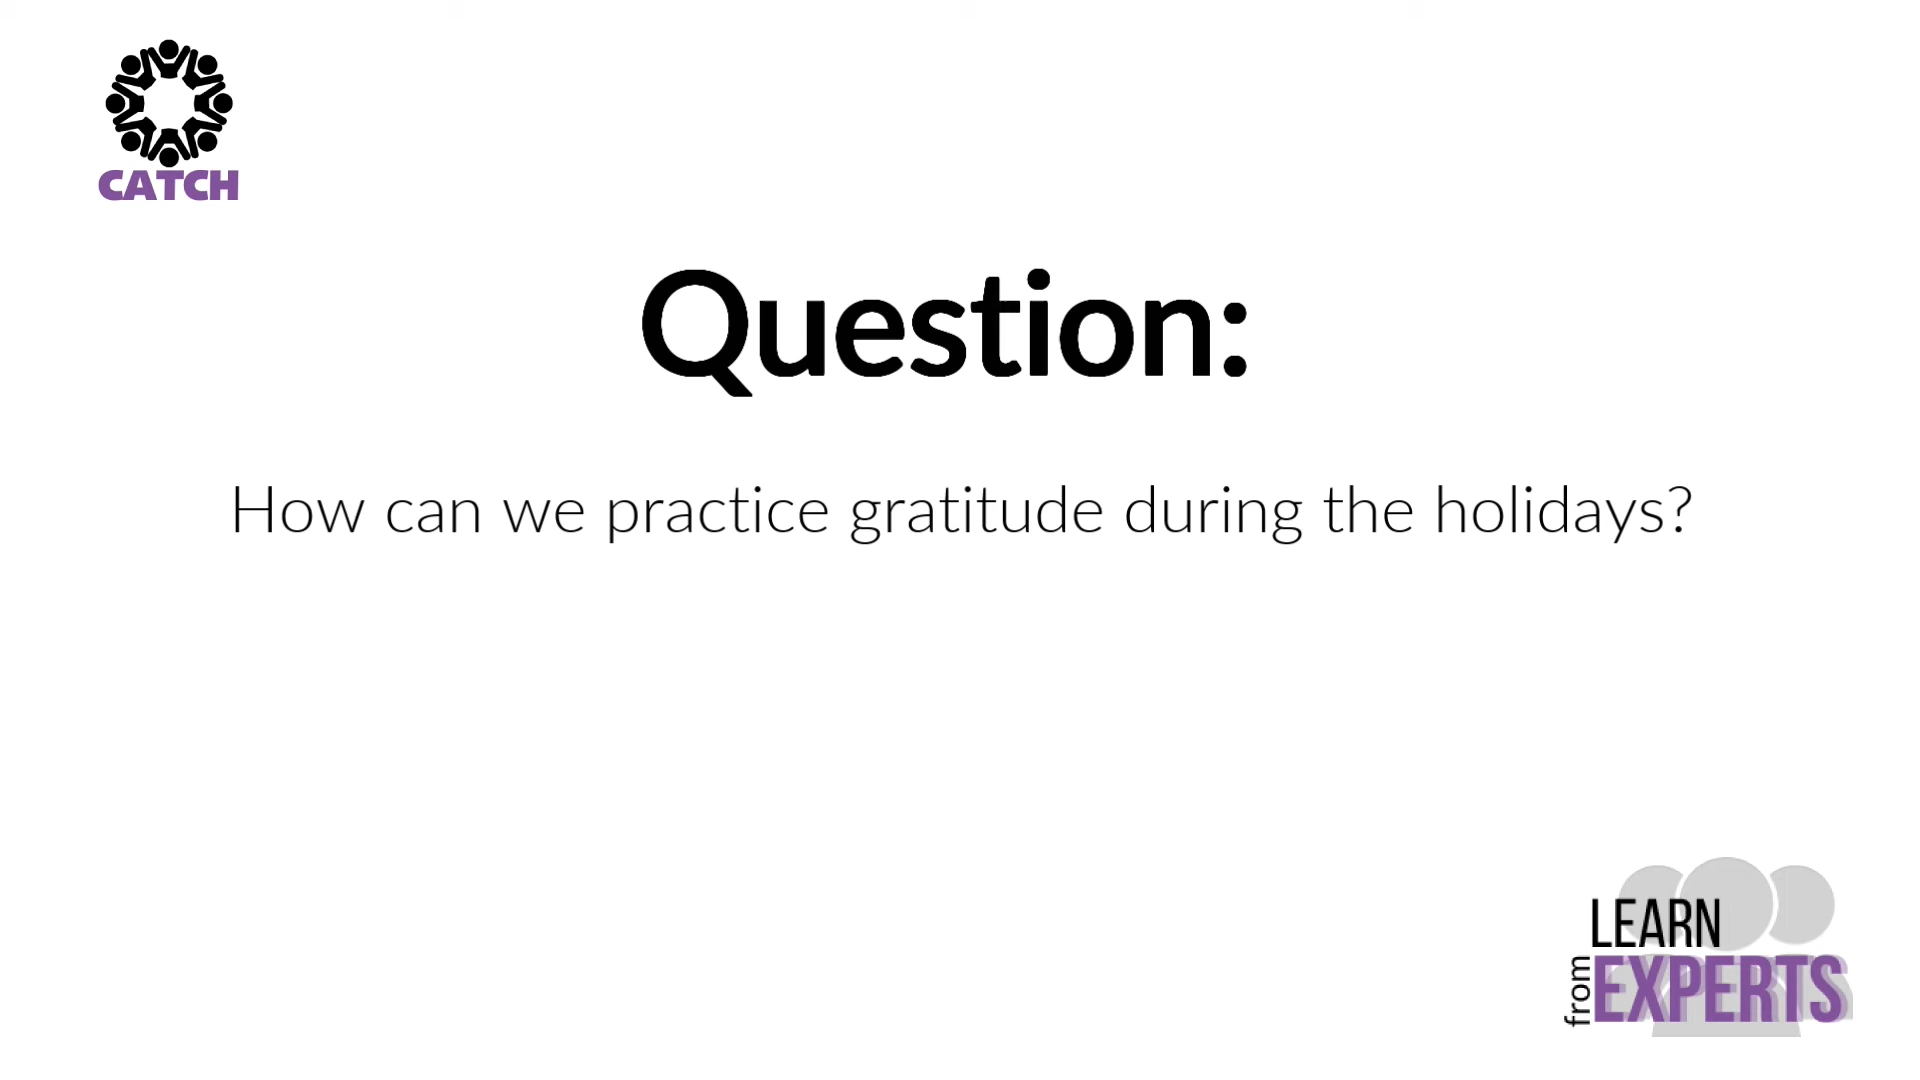 CATCH
Question:
How can we practice gratitude during the holidays?
LEARN
from
EXPERTS